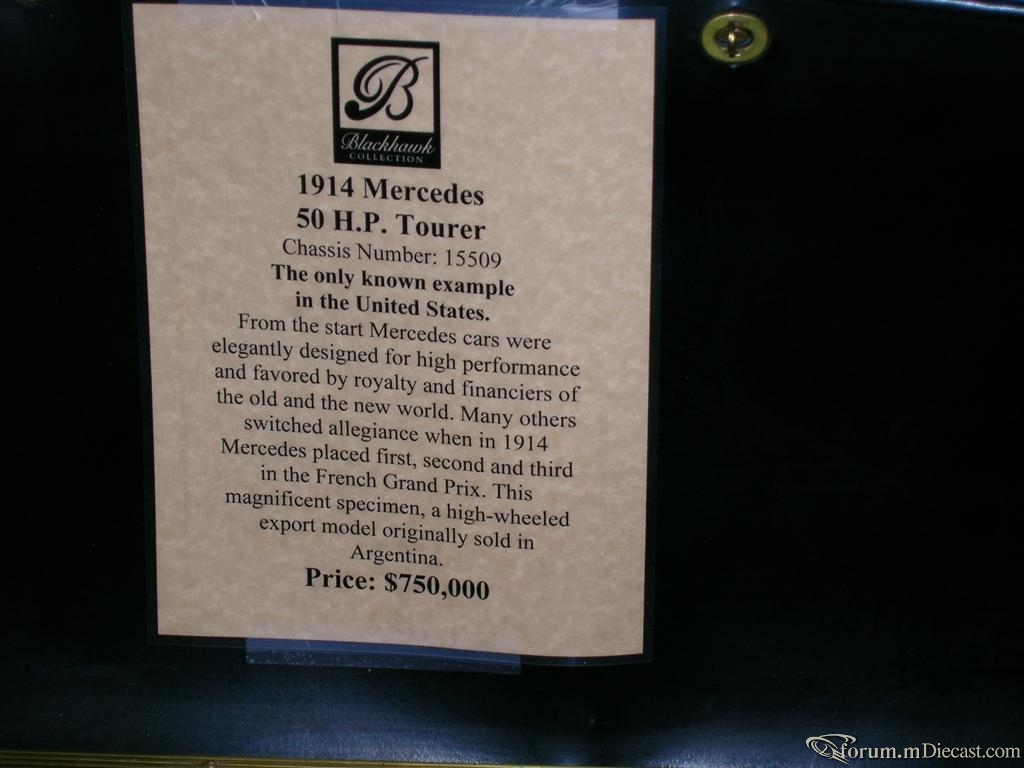 B
Blackhawk
COLLECTION
1914 Mercedes
50 H.P. Tourer
Chassis Number: 15509
The only known example
in the United States.
From the start Mercedes cars were
elegantly designed for high performance
and favored by royalty and financiers of
the old and the new world. Many others
switched allegiance when in 1914
Mercedes placed first, second and third
in the French Grand Prix. This
magnificent specimen, a high-wheeled
export model originally sold in
Argentina.
Price: $750,000
forum.mDiecast.com